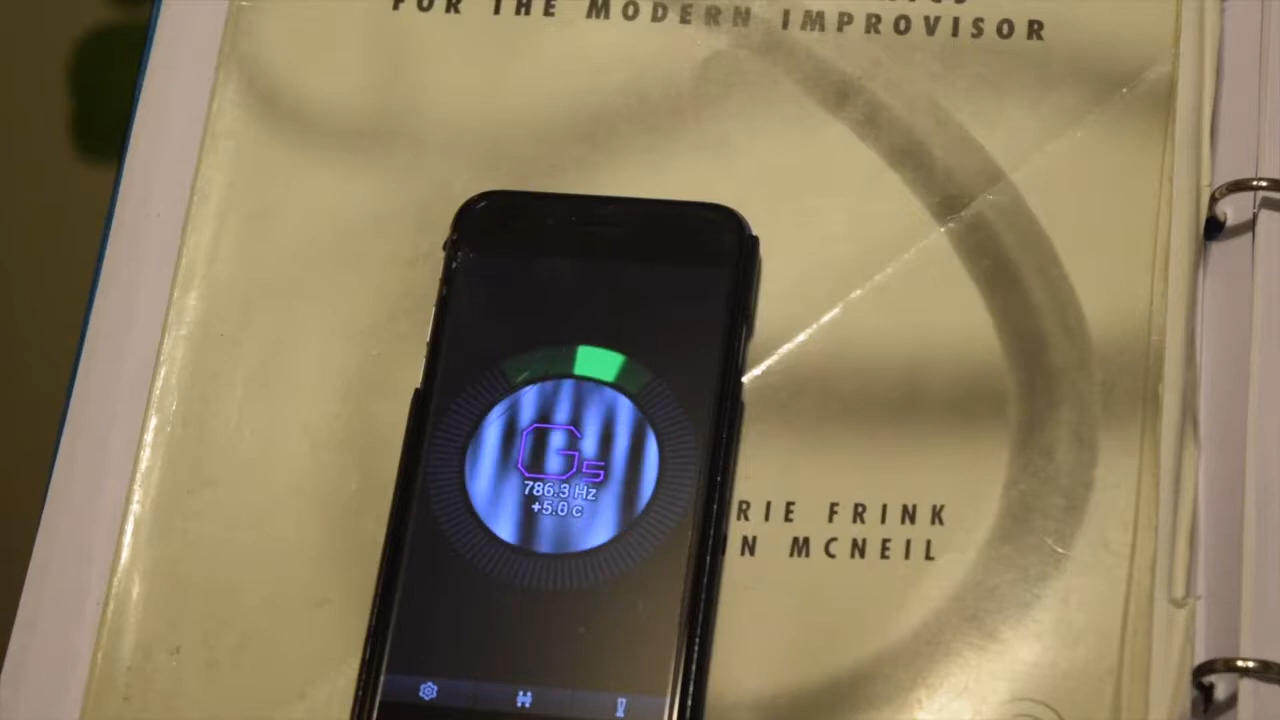 FOR THE MODERN IMPROVISOR
G5
786.3 Hz
+5.0 c
RIE FRINK
N MCNEIL